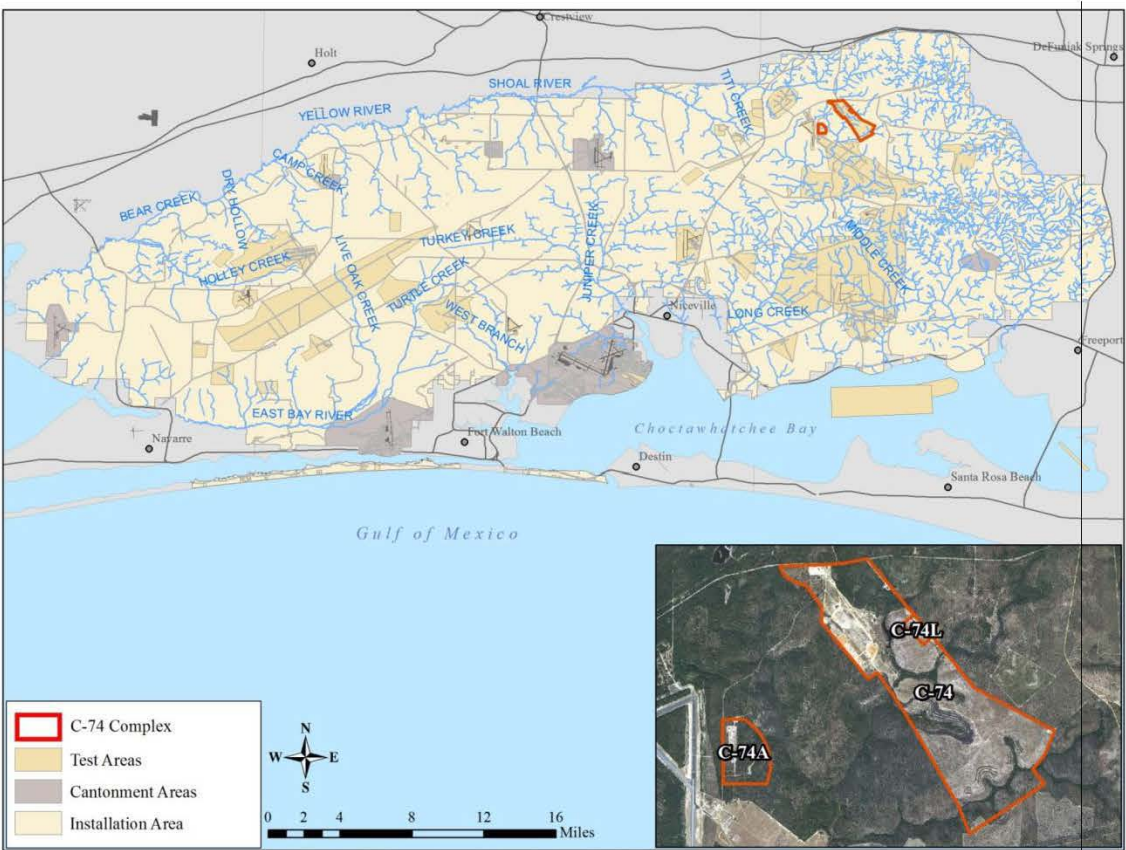 Crestview
Holt
DeFuniak Springs
SHOAL RIVER
TITI CREEK
YELLOW RIVER
CAMP CREEK
DRY HOLLOW
BEAR CREEK
TURKEY CREEK
LIVE OAK CREEK
HOLLEY CREEK
JUNIPER CREEK
MIDDLE CREEK
TURTLE CREEK
WEST BRANCH
Niceville
LONG CREEK
Freeport
EAST BAY RIVER
Navarre
Fort Walton Beach
Choctawhatchee Bay
Destin
Santa Rosa Beach
Gulf of Mexico
C-74L
C-74
C-74A
C-74 Complex
Test Areas
Cantonment Areas
Installation Area
N
W E
S
0 2 4 8 12 16
Miles